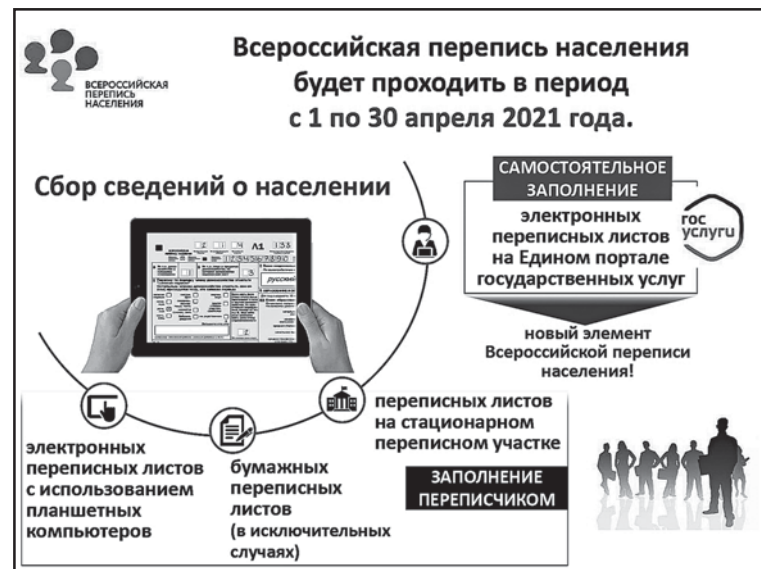 ВСЕРОССИЙСКАЯ
ПЕРЕПИСЬ
НАСЕЛЕНИЯ
Всероссийская перепись населения
будет проходить в период
с 1 по 30 апреля 2021 года.
Сбор сведений о населении
Л1
русский
САМОСТОЯТЕЛЬНОЕ
ЗАПОЛНЕНИЕ
электронных
переписных листов
на Едином портале
государственных услуг
гос
услуги
новый элемент
Всероссийской переписи
населения!
электронных
переписных листов
с использованием
планшетных
компьютеров
бумажных
переписных
листов
(в исключительных
случаях)
переписных листов
на стационарном
переписном участке
ЗАПОЛНЕНИЕ
ПЕРЕПИСЧИКОМ